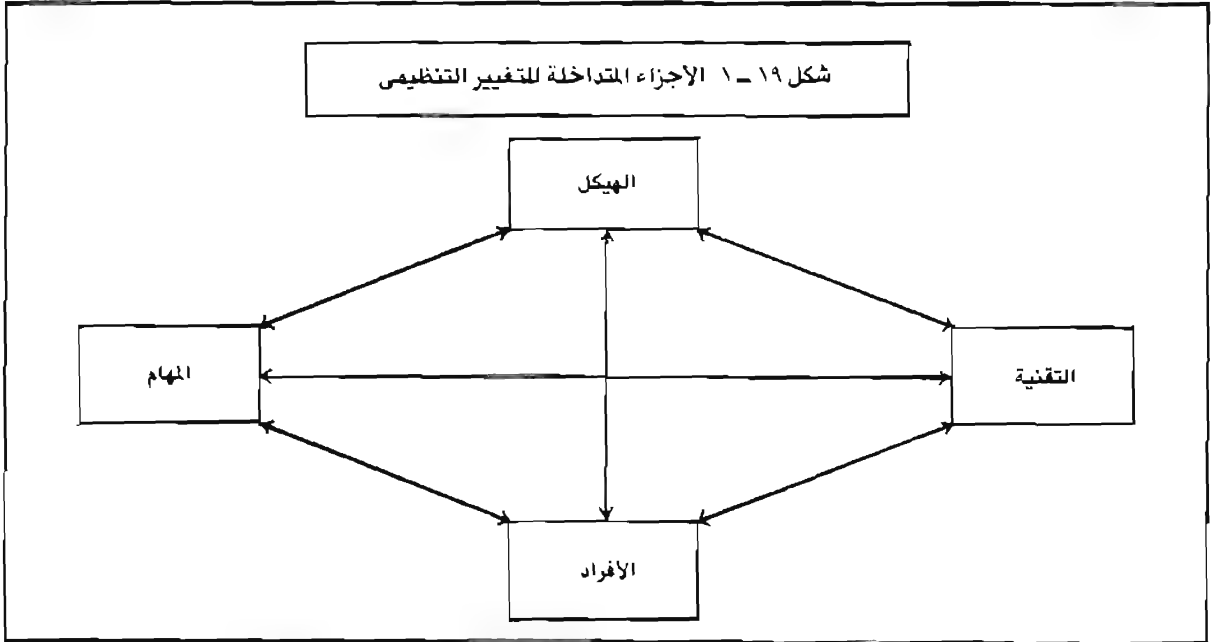 شكل ١٩ – ١ الأجزاء المتداخلة للتغيير التنظيمى
الهيكل
التقنية
المهام
الأفراد